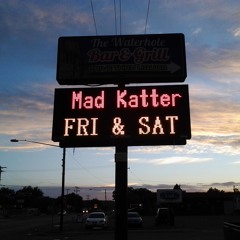 The Waterhole
Bar & Grill
Mad Katter
FRI & SAT